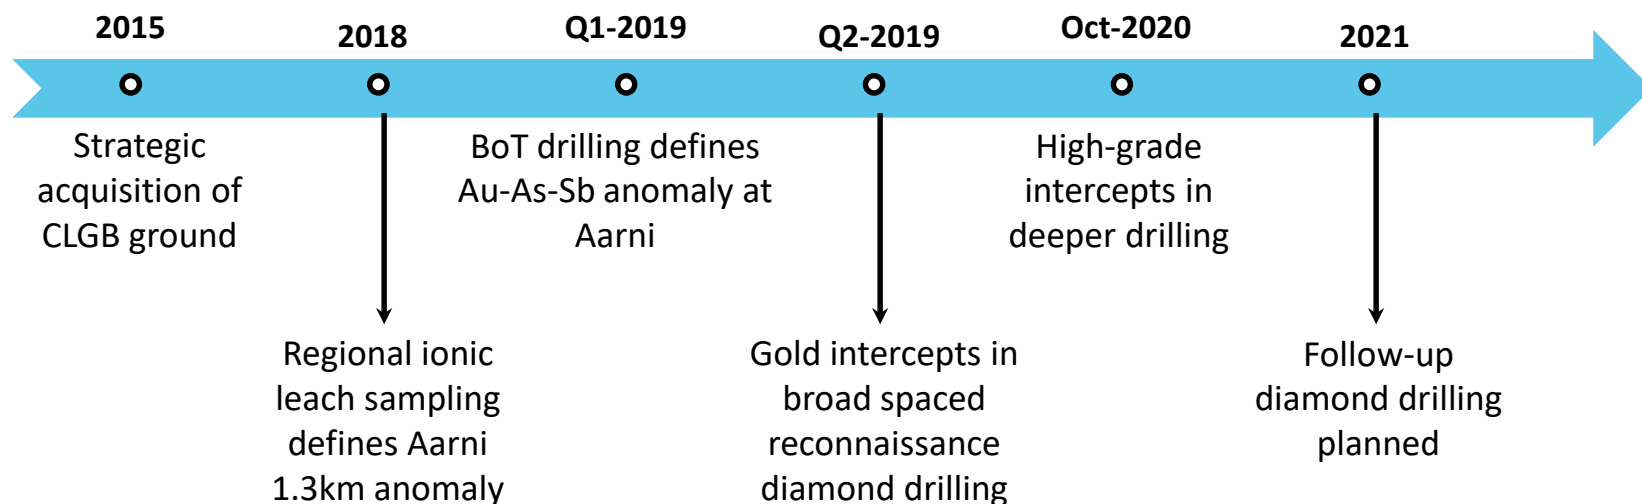 2015
Strategic
acquisition of
CLGB ground
2018
Regional ionic
leach sampling
defines Aarni
1.3km anomaly
Q1-2019
BoT drilling defines
Au-As-Sb anomaly at
Aarni
Q2-2019
Gold intercepts in
broad spaced
reconnaissance
diamond drilling
Oct-2020
High-grade
intercepts in
deeper drilling
2021
Follow-up
diamond drilling
planned